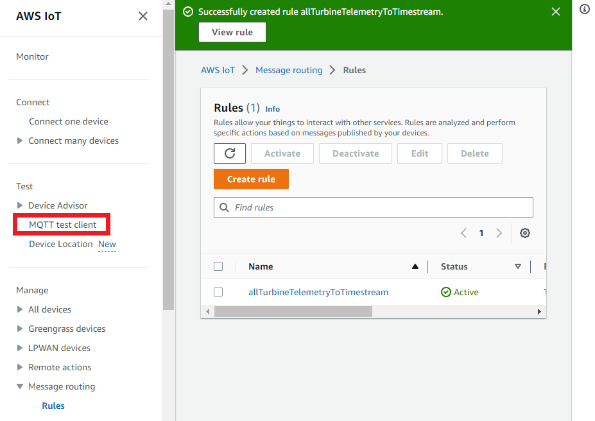 AWS IoT
Monitor
Connect
Connect one device
Connect many devices
Test
Device Advisor
MQTT test client
Device Location New
Manage
All devices
Greengrass devices
LPWAN devices
Remote actions
Message routing
Rules
Successfully created rule allTurbineTelemetryToTimestream.
View rule
AWS IoT > Message routing > Rules
Rules (1) Info
Rules allow your things to interact with other services. Rules are analyzed and perform
specific actions based on messages published by your devices.
Activate Deactivate Edit Delete
Create rule
Find rules
1
Name Status
allTurbineTelemetryToTimestream Active